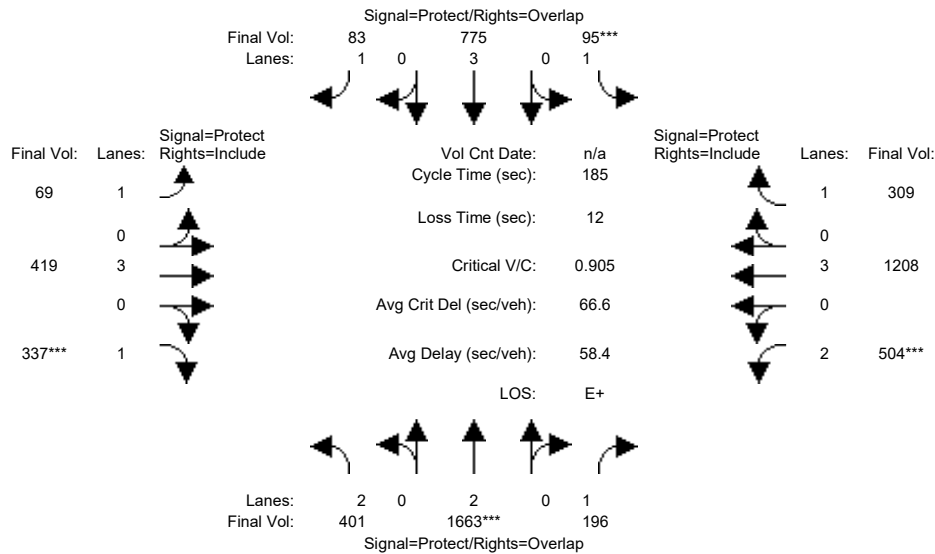 Signal=Protect/Rights=Overlap
Final Vol: 83 775 95***
Lanes: 1 0 3 0 1
Signal=Protect
Final Vol: Lanes: Rights=Include
Vol Cnt Date: n/a
Signal=Protect
Rights=Include Lanes: Final Vol:
Cycle Time (sec): 185
69 1
1 309
Loss Time (sec): 12
0
0
419 3
Critical V/C: 0.905
3 1208
0
Avg Crit Del (sec/veh): 66.6
0
337*** 1
Avg Delay (sec/veh): 58.4
2 504***
LOS: E+
Lanes: 2 0 2 0 1
Final Vol: 401 1663*** 196
Signal=Protect/Rights=Overlap